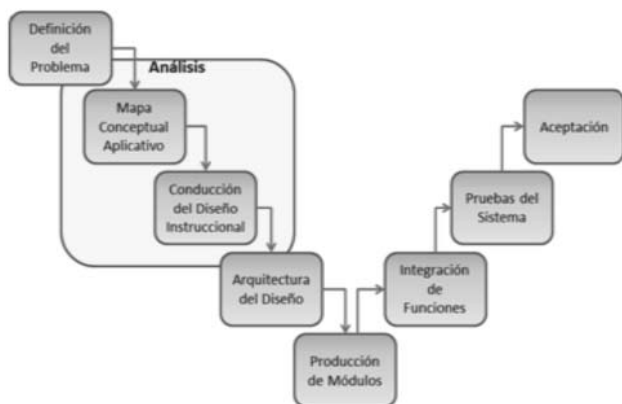 Definición
del
Problema
Análisis
Mapa
Conceptual
Aplicativo
Conducción
del Diseño
Instruccional
Arquitectura
del Diseño
Producción
de Módulos
Integración
de
Funciones
Pruebas del
Sistema
Aceptación